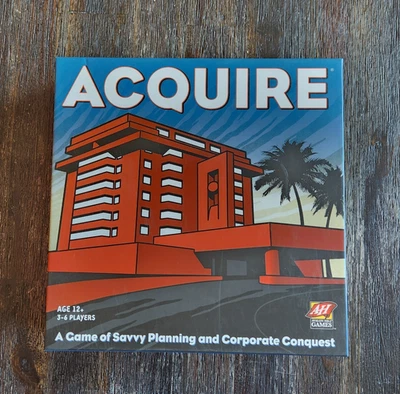 ACQUIRE
AGE 12+
3-6 PLAYERS
AH
GAMES
A Game of Savvy Planning and Corporate Conquest